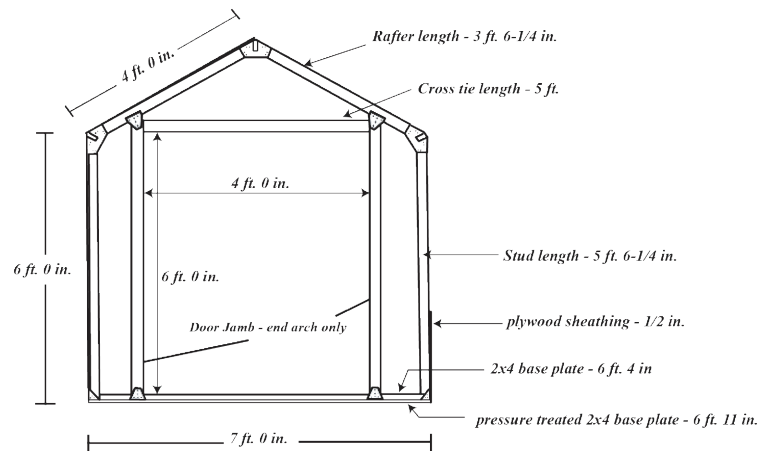 Rafter length - 3 ft. 6-1/4 in.
4 ft. 0 in.
Cross tie length - 5 ft.
4 ft. 0 in.
Stud length - 5 ft. 6-1/4 in.
6 ft. 0 in.
6 ft. 0 in.
Door Jamb - end arch only
plywood sheathing - 1/2 in.
2x4 base plate - 6 ft. 4 in
pressure treated 2x4 base plate - 6 ft. 11 in.
7 ft. 0 in.